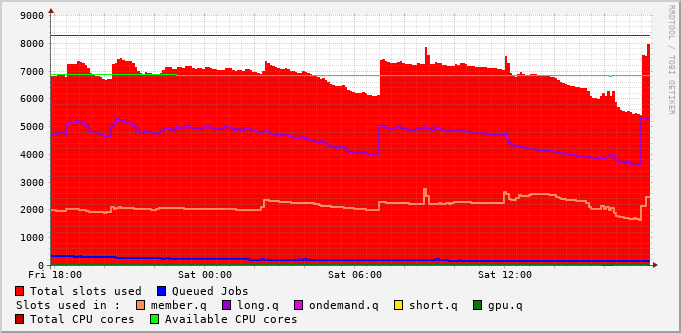 9000
8000
7000
6000
5000
4000
3000
2000
1000
0
Fri 18:00 Sat 00:00 Sat 06:00 Sat 12:00
Total slots used Queued Jobs
Slots used in : member.q long.q ondemand.q short.q gpu.q
Total CPU cores Available CPU cores
RRDTOOL / TOBI OETIKER